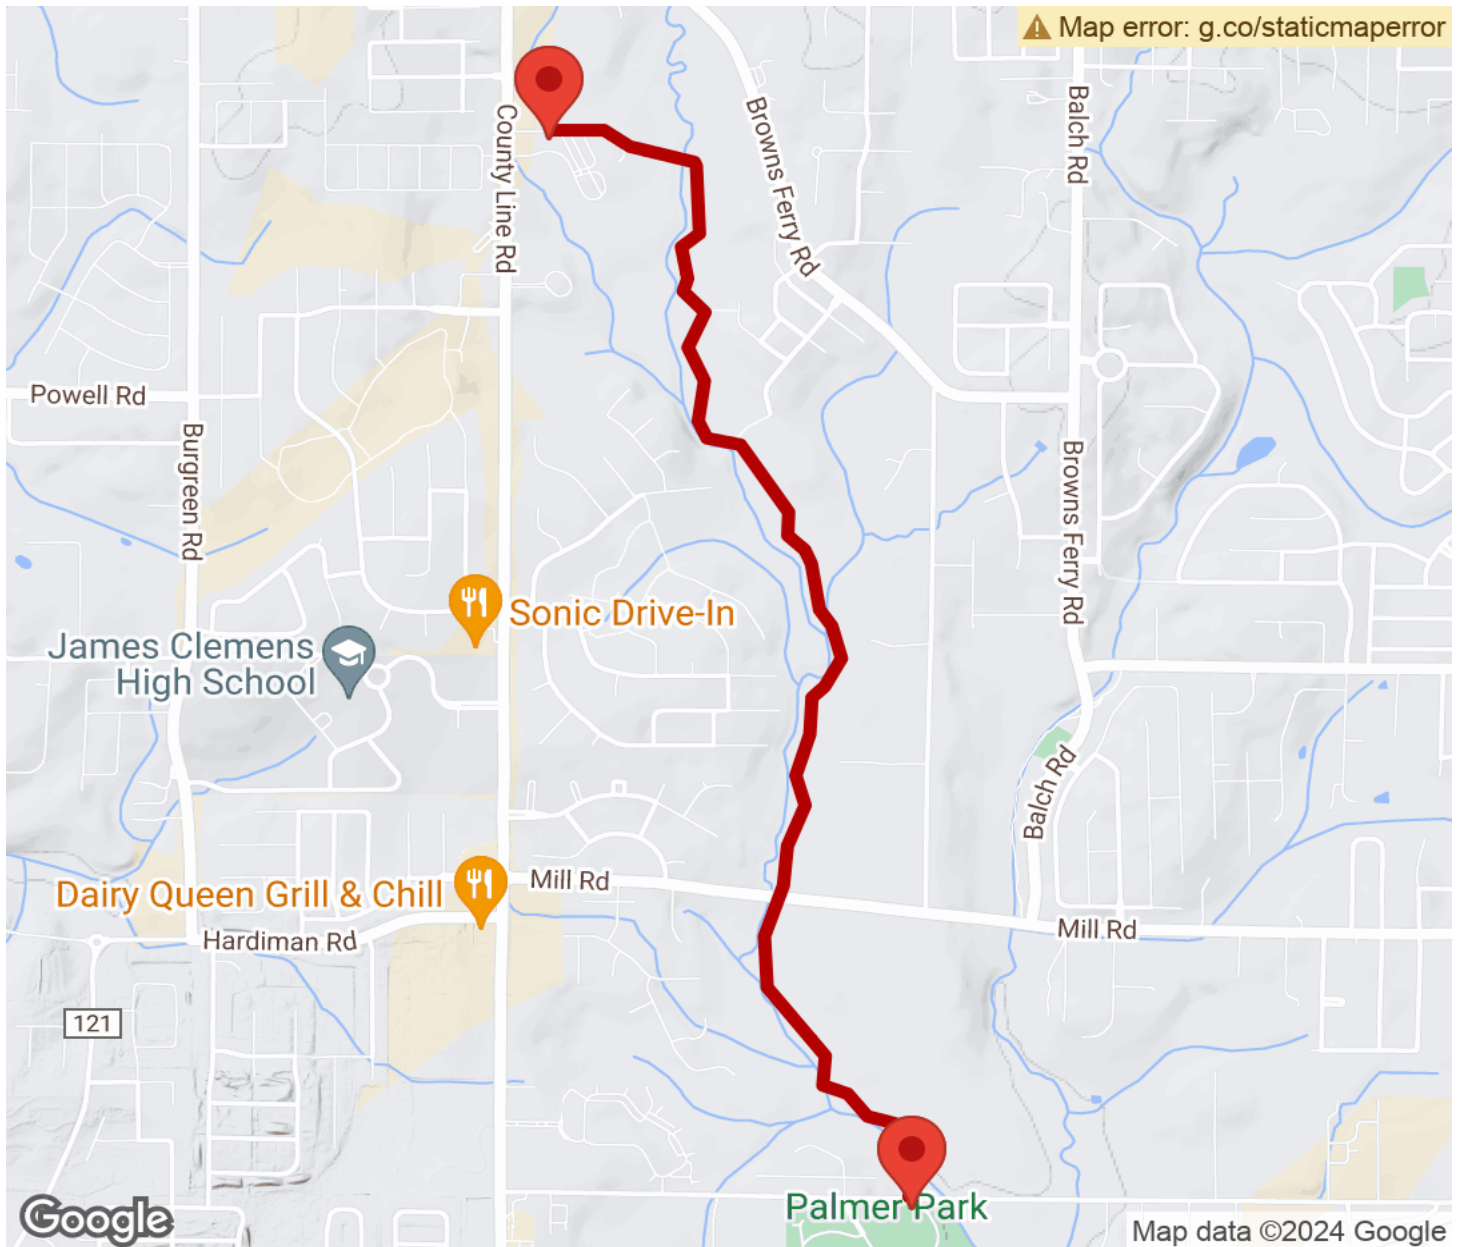 Map error: g.co/staticmaperror
County Line Rd
Browns Ferry Rd
Balch Rd
Powell Rd
Burgreen Rd
Browns Ferry Rd
Sonic Drive-In
James Clemens
High School
Balch Rd
Dairy Queen Grill & Chill
Mill Rd
Mill Rd
Hardiman Rd
121
Palmer Park
Google
Map data ©2024 Google